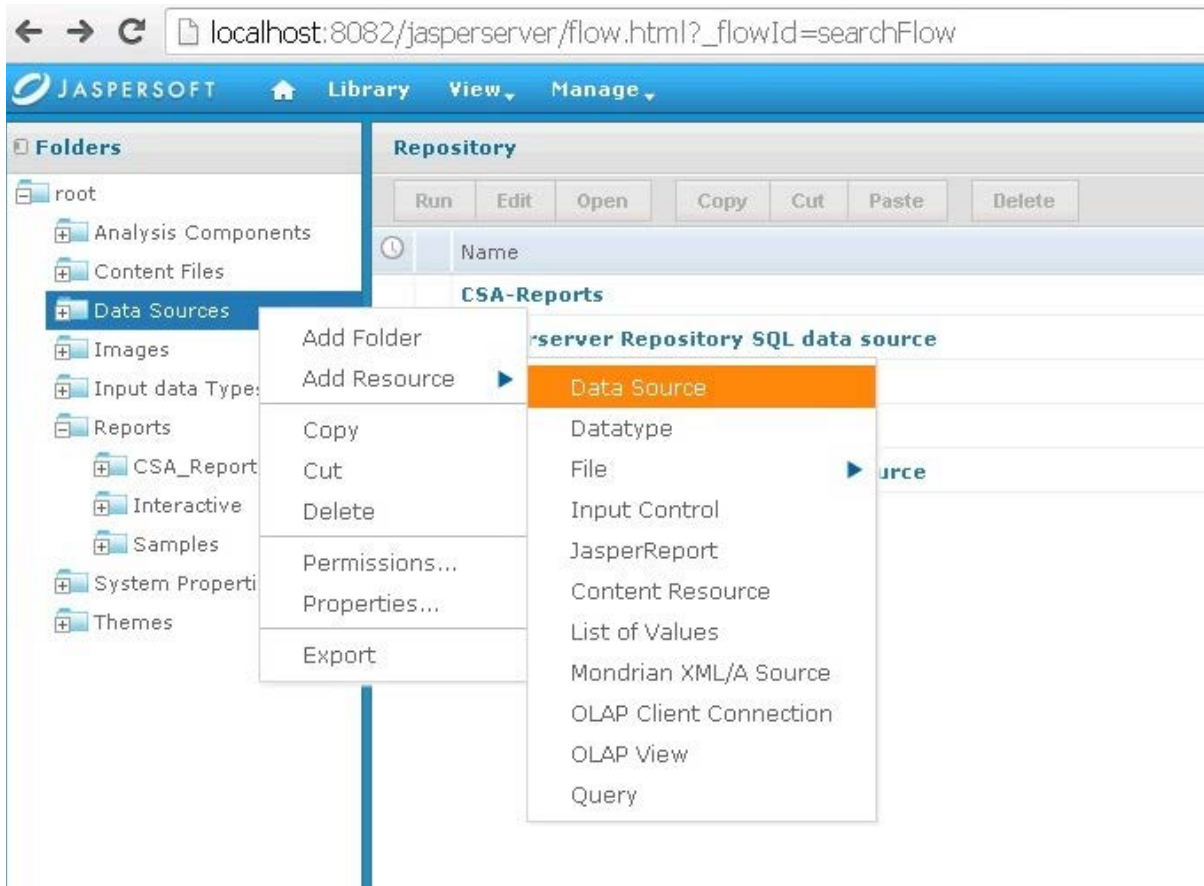 localhost:8082/jasperserver/flow.html?_flowId=searchFlow
JASPERSOFT Library View Manage
Folders
root
Analysis Components
Content Files
Data Sources
Images
Input data Types
Reports
CSA_Report
Interactive
Samples
System Properti
Themes
Repository
Run Edit Open Copy Cut Paste Delete
Name
CSA-Reports
rserver Repository SQL data source
urce
Add Folder
Add Resource
Copy
Cut
Delete
Permissions...
Properties...
Export
Data Source
Datatype
File
Input Control
JasperReport
Content Resource
List of Values
Mondrian XML/A Source
OLAP Client Connection
OLAP View
Query